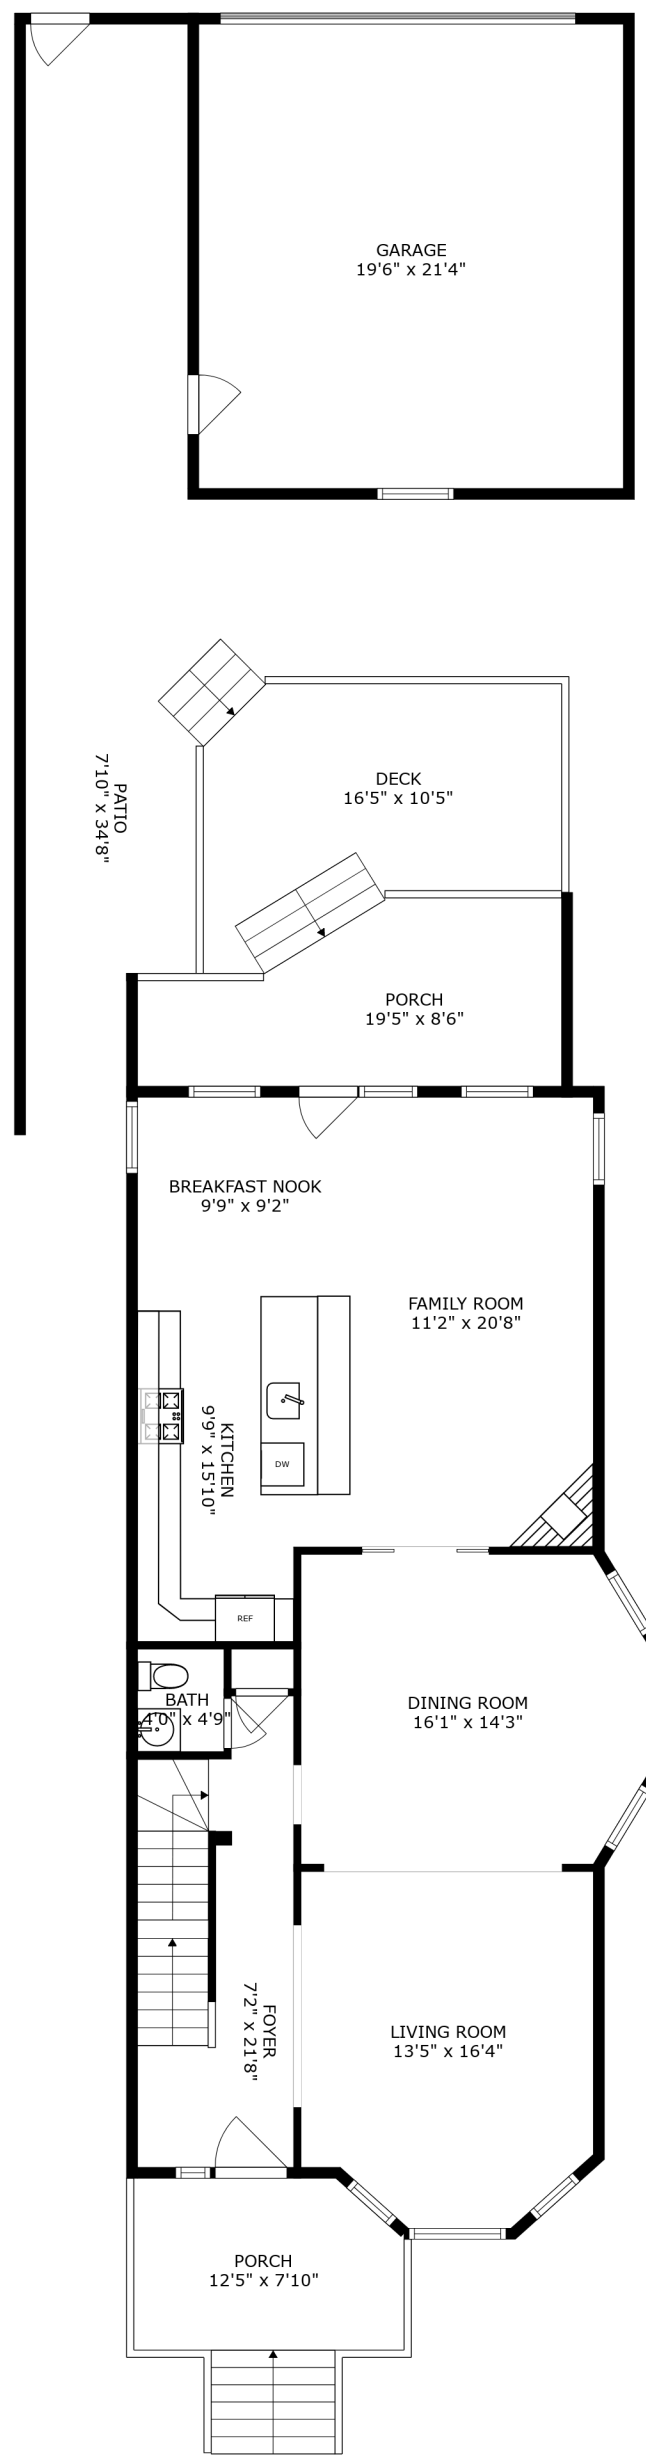 GARAGE
19'6" x 21'4"
DECK
16'5" x 10'5"
PATIO
7'10" x 34'8"
PORCH
19'5" x 8'6"
BREAKFAST NOOK
9'9" x 9'2"
FAMILY ROOM
11'2" x 20'8"
KITCHEN
9'9" x 15'10"
DW
REF
BATH
4'0" x 4'9"
DINING ROOM
16'1" x 14'3"
FOYER
7'2" x 21'8"
LIVING ROOM
13'5" x 16'4"
PORCH
12'5" x 7'10"